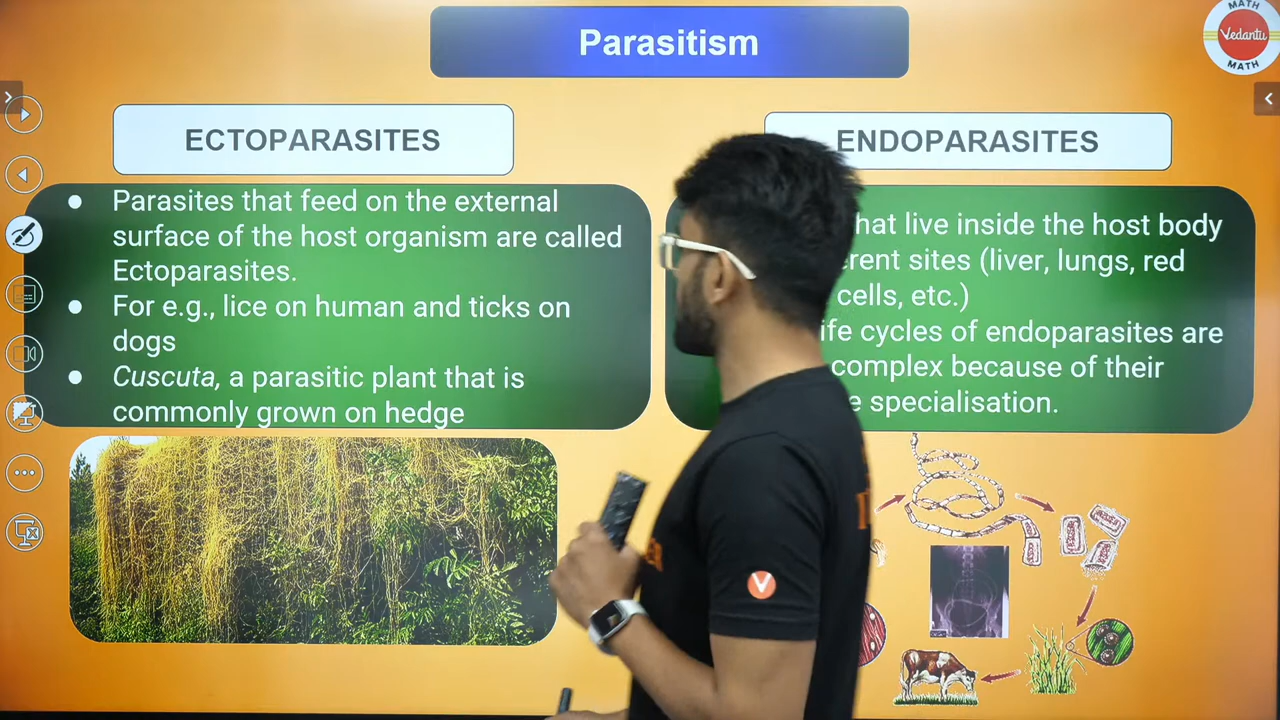 Parasitism
MATH
Vedantu
MATH
ECTOPARASITES
Parasites that feed on the external
surface of the host organism are called
Ectoparasites.
For e.g., lice on human and ticks on
dogs
Cuscuta, a parasitic plant that is
commonly grown on hedge
ENDOPARASITES
that live inside the host body
sites (liver, lungs, red
cells, etc.)
cycles of endoparasites are
complex because of their
specialisation.